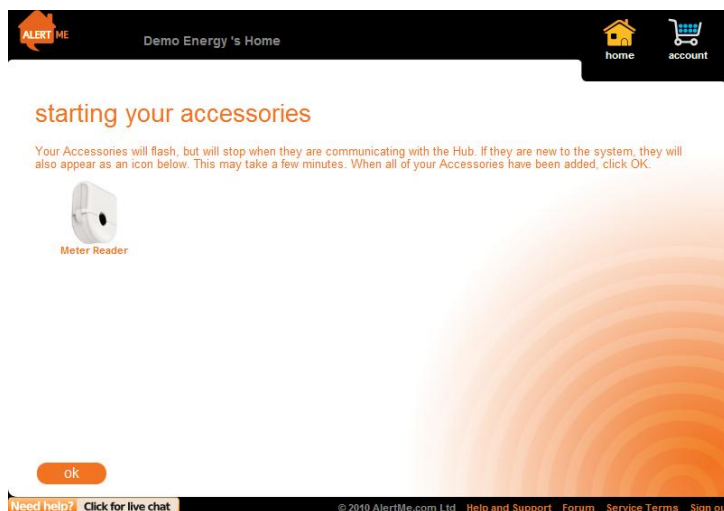 ALERT ME
Demo Energy 's Home
home
account
starting your accessories
Your Accessories will flash, but will stop when they are communicating with the Hub. If they are new to the system, they will
also appear as an icon below. This may take a few minutes. When all of your Accessories have been added, click OK.
Meter Reader
ok
Need help? Click for live chat
© 2010 AlertMe.com Ltd Help and Support Forum Service Terms Sign ou